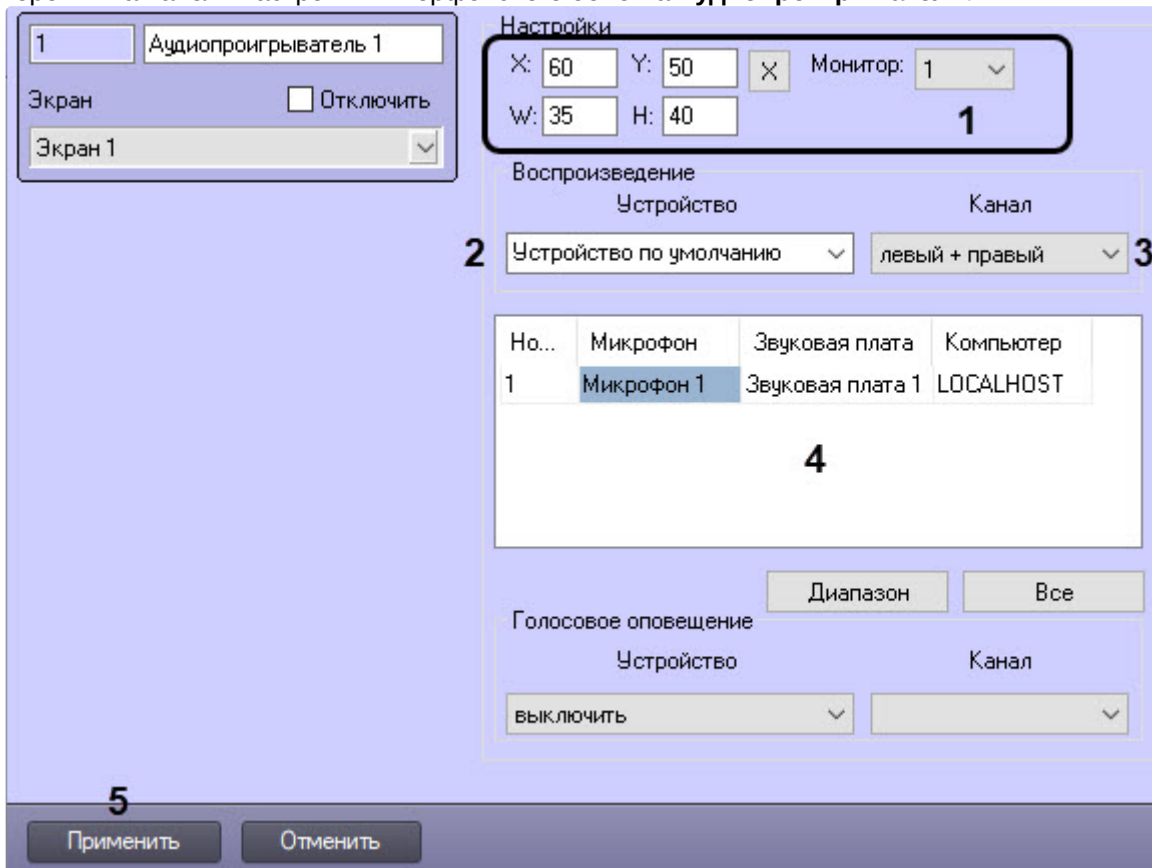 1 Аудиопроигрыватель 1
Экран Отключить
Экран 1
Настройки
X: 60 Y: 50 X Монитор: 1
W: 35 H: 40 1
Воспроизведение
Устройство Канал
2 Устройство по умолчанию левый + правый 3
Но... Микрофон Звуковая плата Компьютер
1 Микрофон 1 Звуковая плата 1 LOCALHOST
4
Диапазон Все
Голосовое оповещение
Устройство Канал
выключить
5
Применить Отменить